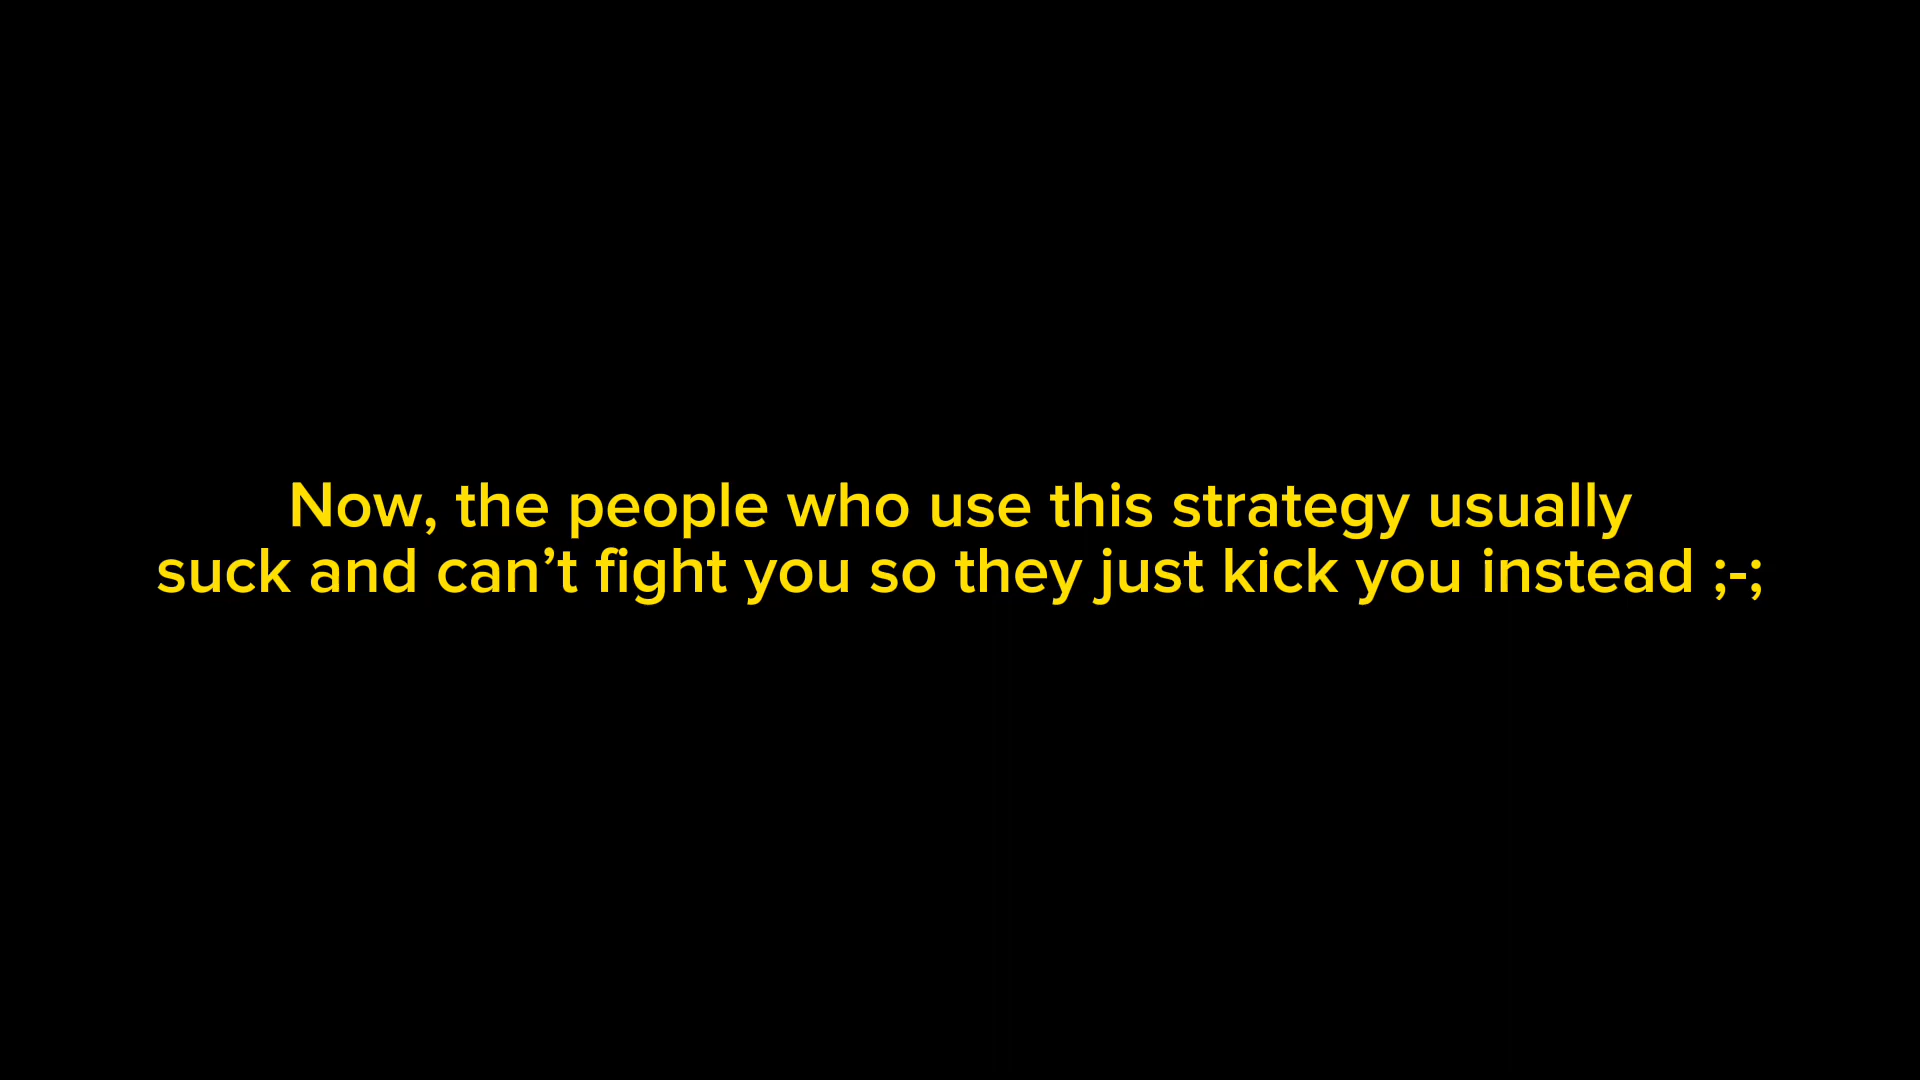 Now, the people who use this strategy usually
suck and can’t fight you so they just kick you instead ;-;